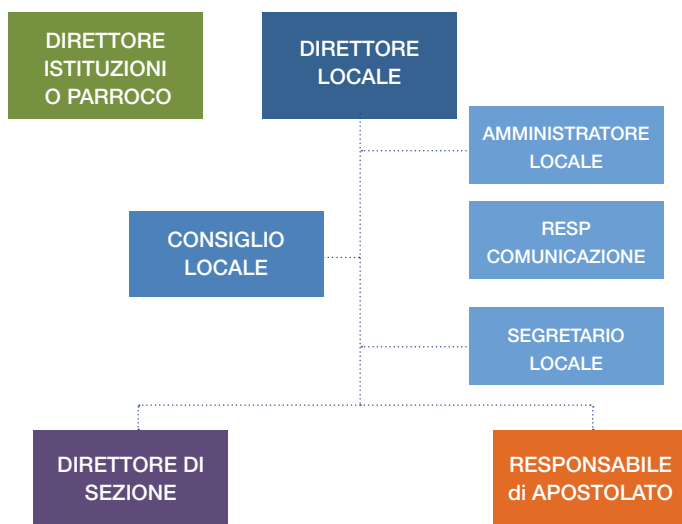 DIRETTORE
ISTITUZIONI
O PARROCO
DIRETTORE
LOCALE
AMMINISTRATORE
LOCALE
CONSIGLIO
LOCALE
RESP
COMUNICAZIONE
SEGRETARIO
LOCALE
DIRETTORE DI
SEZIONE
RESPONSABILE
di APOSTOLATO